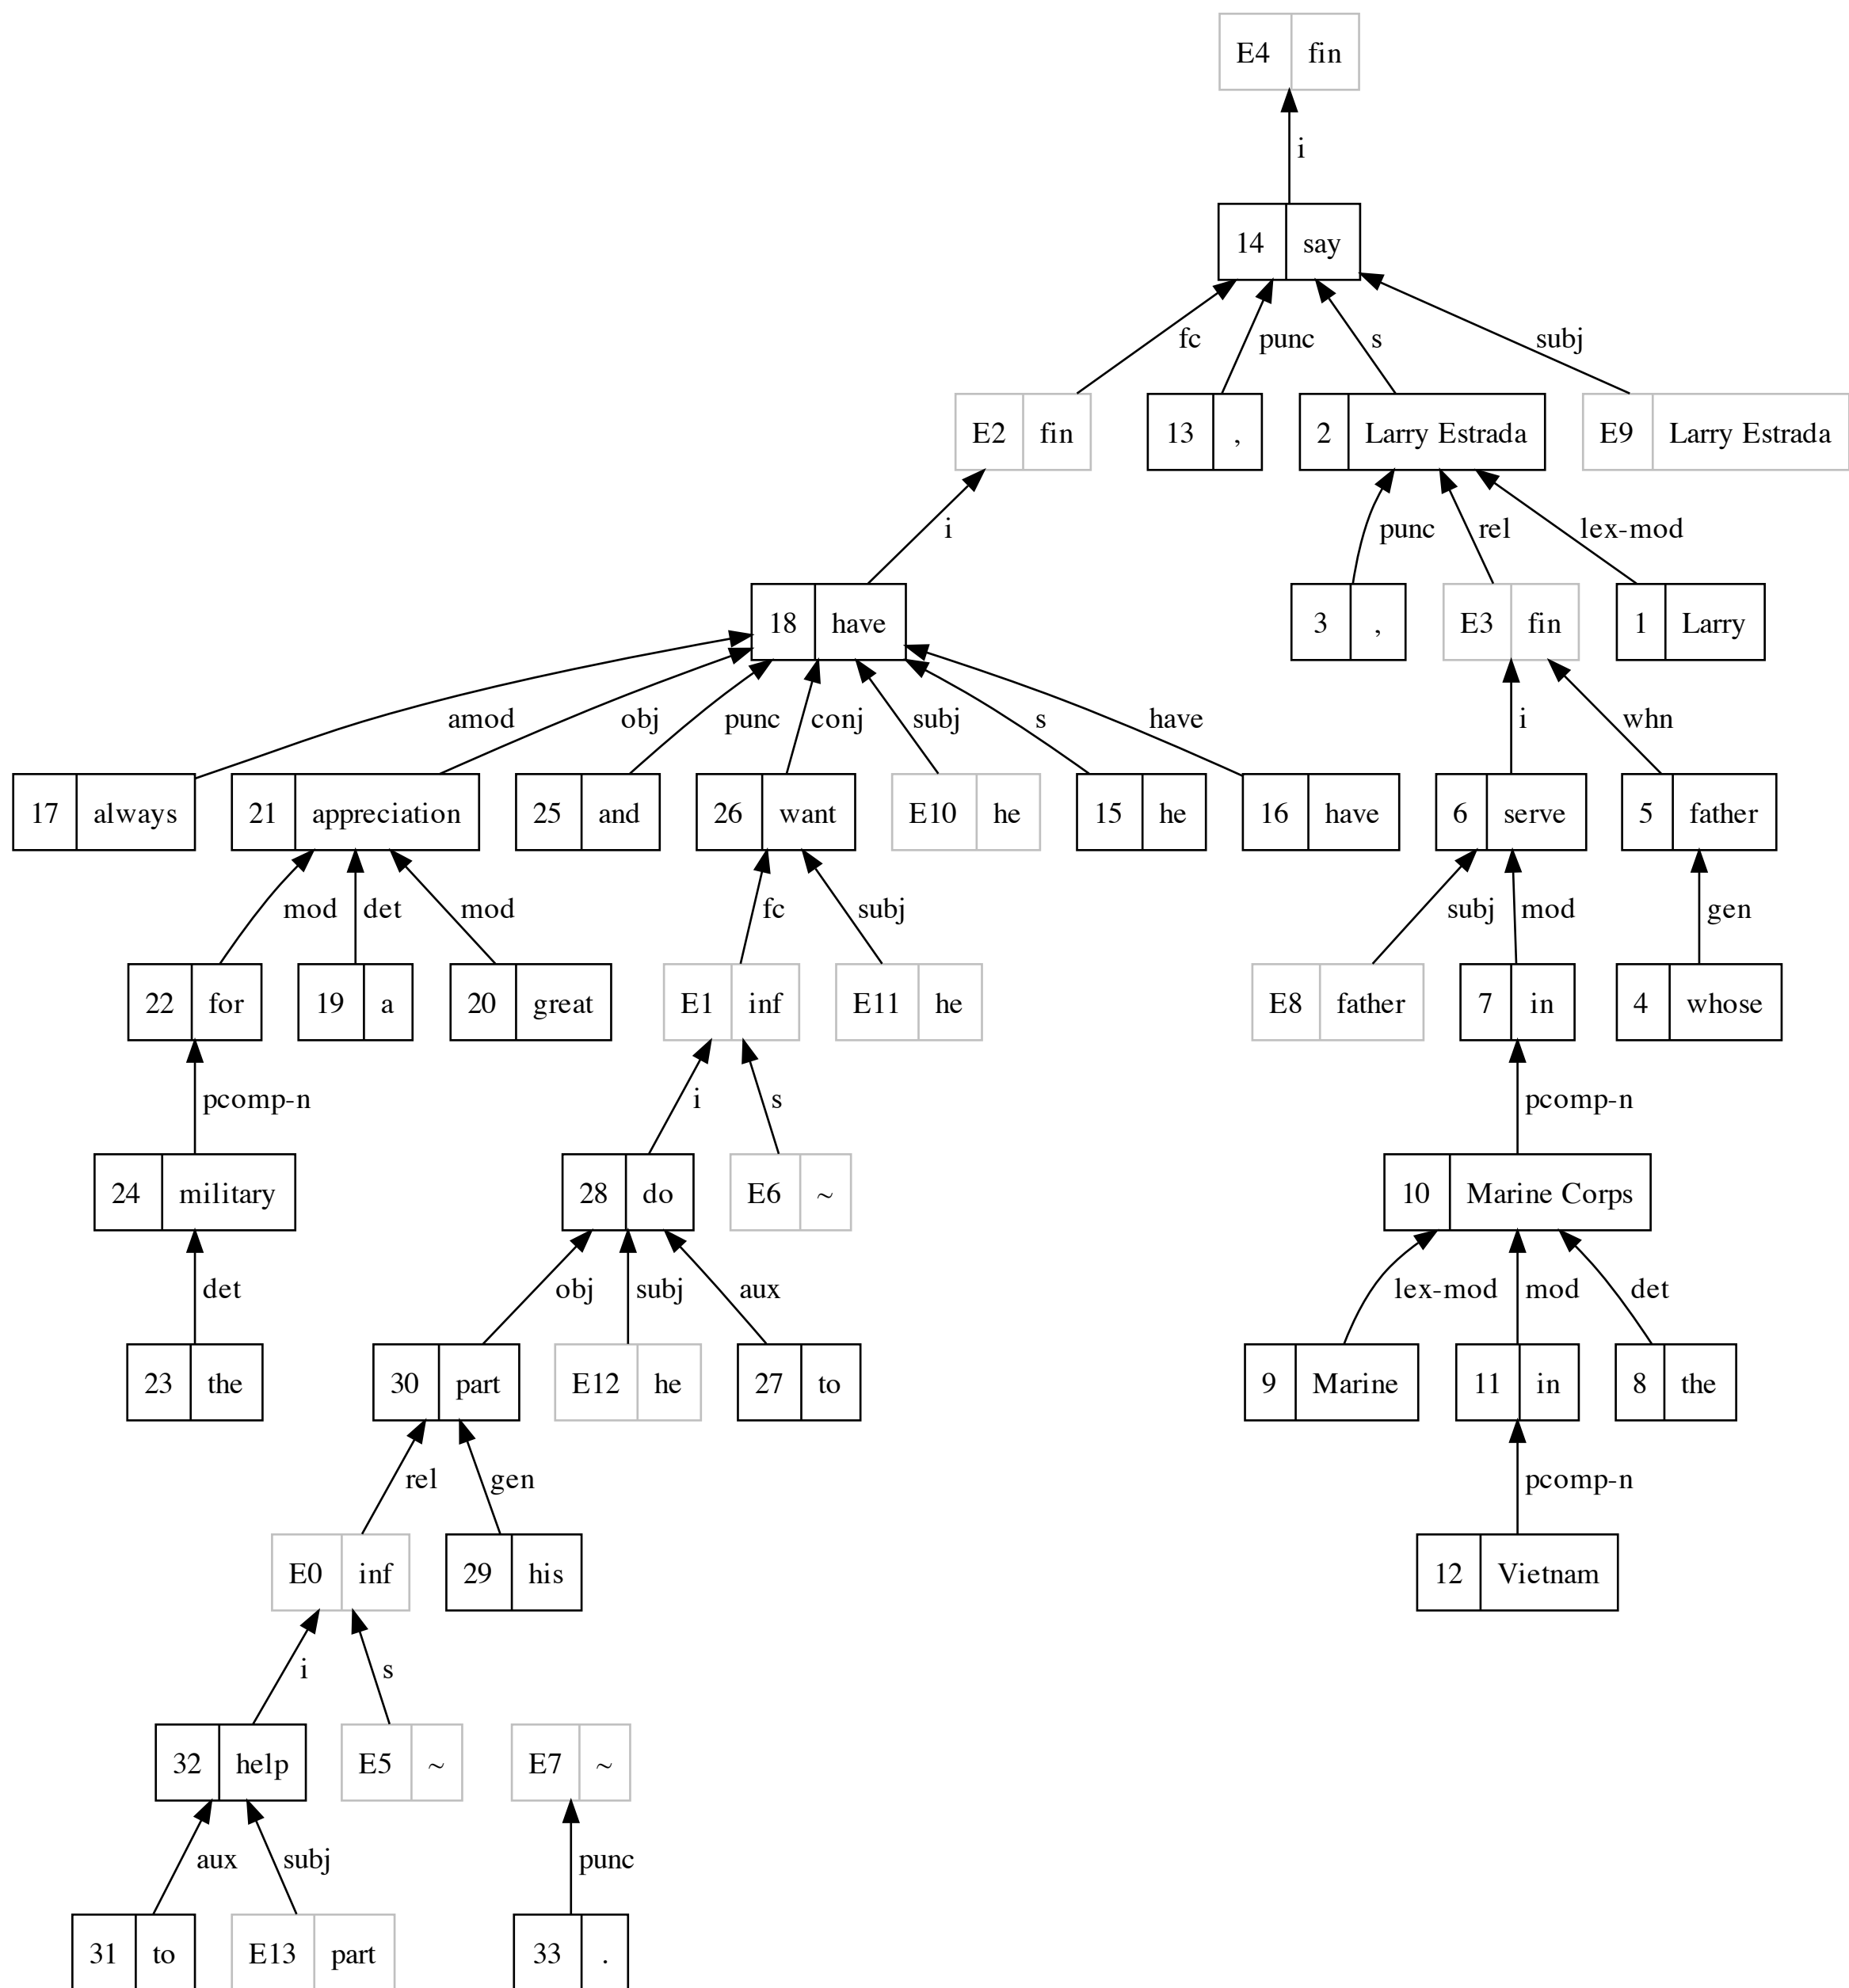 E4 fin
i
14 say
fc punc s subj
E2 fin 13 , 2 Larry Estrada E9 Larry Estrada
i punc rel lex-mod
18 have 3 , E3 fin 1 Larry
amod obj punc conj subj s have i whn
17 always 21 appreciation 25 and 26 want E10 he 15 he 16 have 6 serve 5 father
mod det mod fc subj subj mod gen
22 for 19 a 20 great E1 inf E11 he E8 father 7 in 4 whose
pcomp-n i s pcomp-n
24 military 28 do E6 ~ 10 Marine Corps
det obj subj aux lex-mod mod det
23 the 30 part E12 he 27 to 9 Marine 11 in 8 the
rel gen pcomp-n
E0 inf 29 his 12 Vietnam
i s
32 help E5 ~ E7 ~
aux subj punc
31 to E13 part 33 .